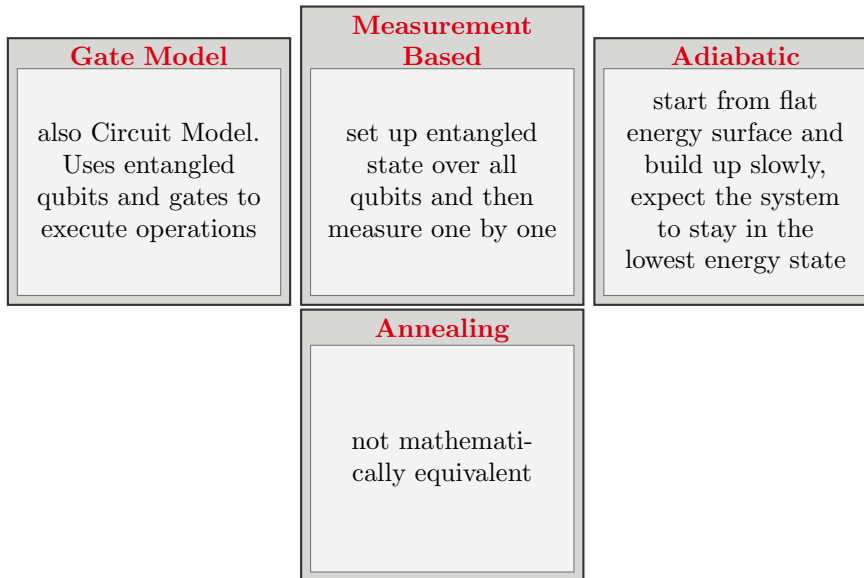 Gate Model
also Circuit Model.
Uses entangled
qubits and gates to
execute operations
Measurement
Based
set up entangled
state over all
qubits and then
measure one by one
Adiabatic
start from flat
energy surface and
build up slowly,
expect the system
to stay in the
lowest energy state
Annealing
not mathemati-
cally equivalent